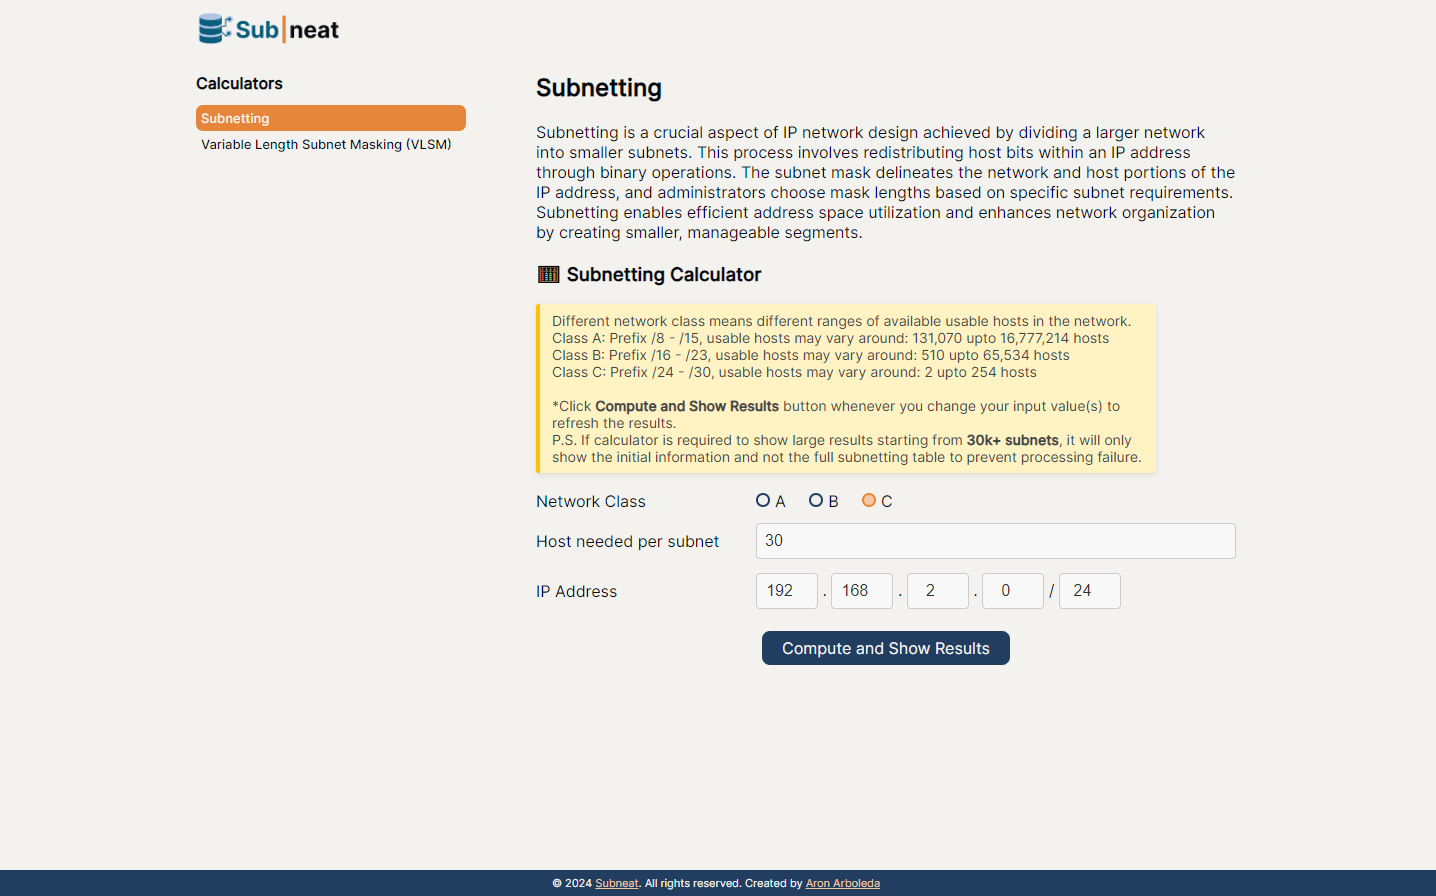 Sub|neat
Calculators
Subnetting
Variable Length Subnet Masking (VLSM)
Subnetting
Subnetting is a crucial aspect of IP network design achieved by dividing a larger network
into smaller subnets. This process involves redistributing host bits within an IP address
through binary operations. The subnet mask delineates the network and host portions of the
IP address, and administrators choose mask lengths based on specific subnet requirements.
Subnetting enables efficient address space utilization and enhances network organization
by creating smaller, manageable segments.
Subnetting Calculator
Different network class means different ranges of available usable hosts in the network.
Class A: Prefix /8 - /15, usable hosts may vary around: 131,070 upto 16,777,214 hosts
Class B: Prefix /16 - /23, usable hosts may vary around: 510 upto 65,534 hosts
Class C: Prefix /24 - /30, usable hosts may vary around: 2 upto 254 hosts
*Click Compute and Show Results button whenever you change your input value(s) to
refresh the results.
P.S. If calculator is required to show large results starting from 30k+ subnets, it will only
show the initial information and not the full subnetting table to prevent processing failure.
Network Class A B C
Host needed per subnet 30
IP Address 192 . 168 . 2 . 0 / 24
Compute and Show Results
© 2024 Subneat. All rights reserved. Created by Aron Arboleda